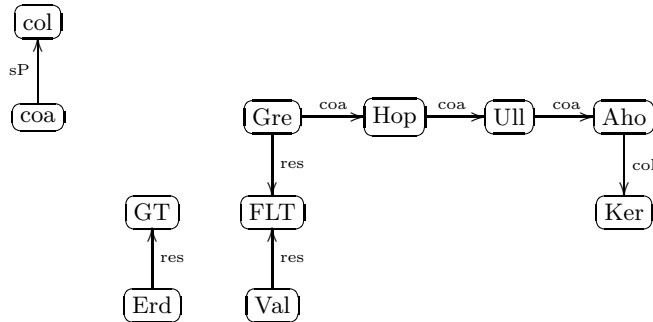 col
sP
coa
Gre
coa
Hop
coa
Ull
coa
Aho
res
col
GT
FLT
Ker
res
res
Erd
Val